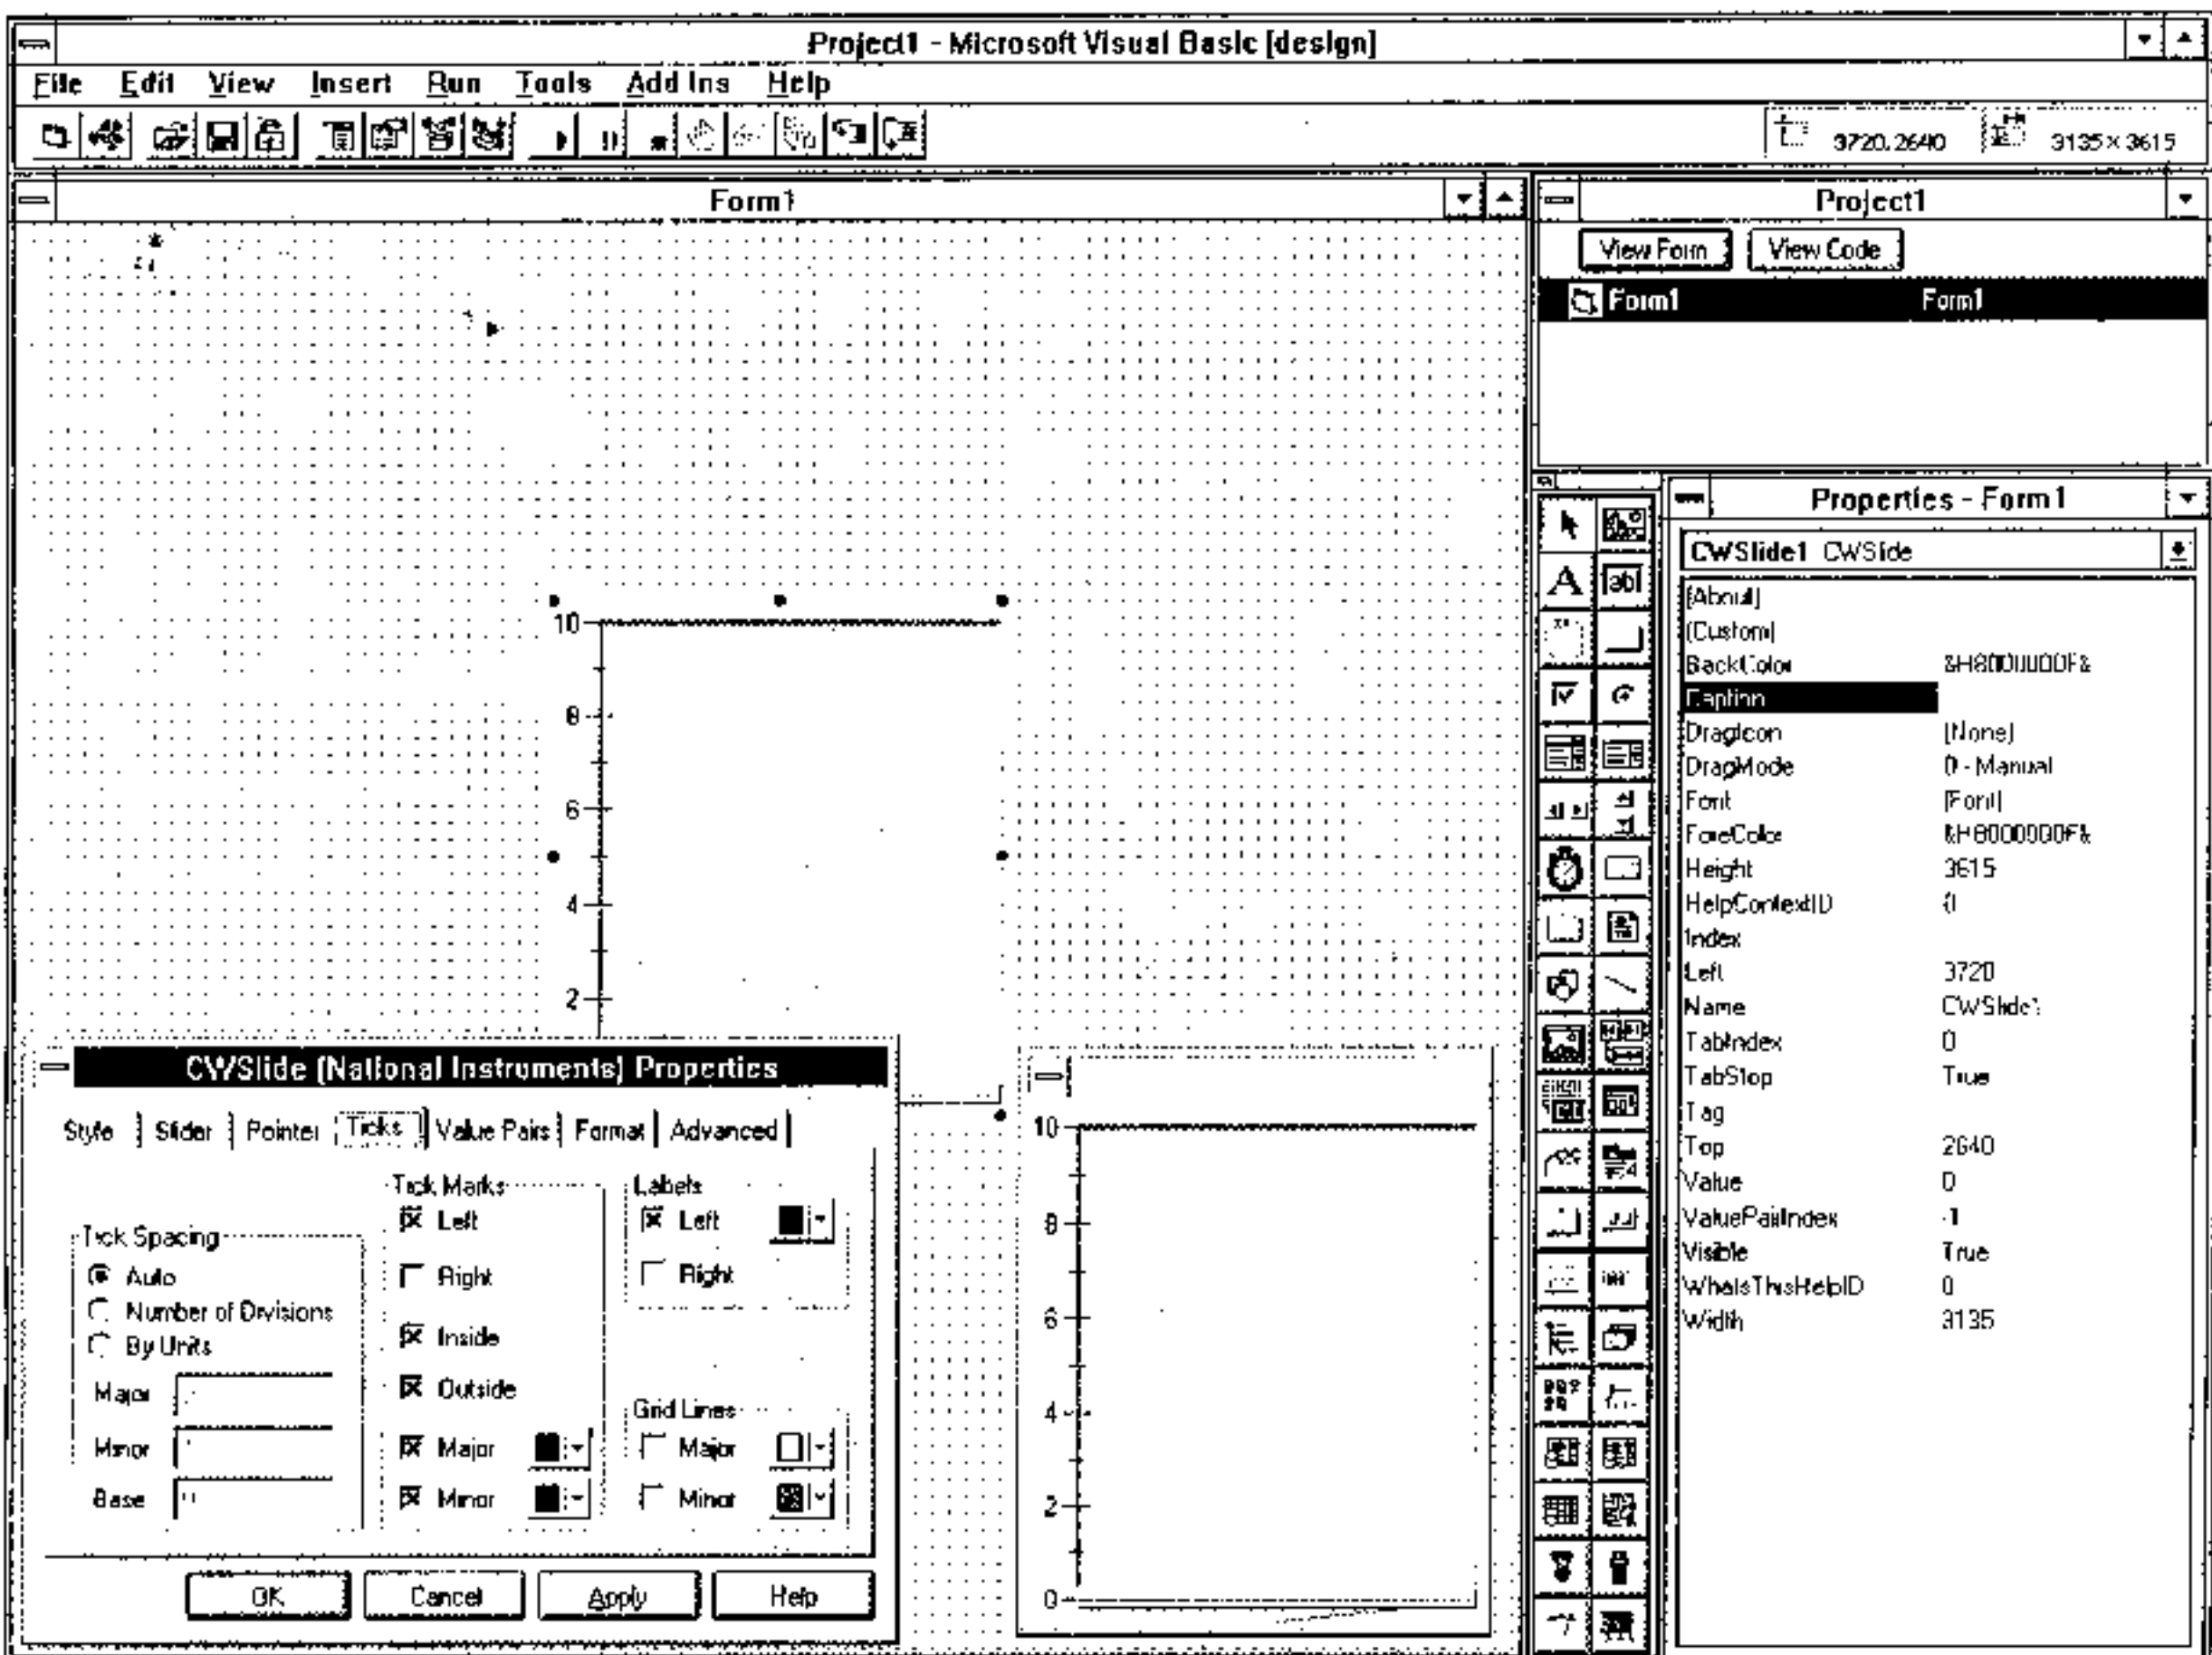 Project1 - Microsoft Visual Basic [design]
File Edit View Insert Run Tools Add Ins Help
3720,2640 3135 × 3615
Form1
10
8
6
4
2
Project1
View Form View Code
Form1 Form1
Properties - Form1
CWSlide1 CWSlide
(About)
(Custom)
BackColor &H8000000F&
Caption
DragIcon (None)
DragMode 0 - Manual
Font (Font)
ForeColor
Height 3615
HelpContextID 0
Index
Left 3720
Name CWSlide1
TabIndex 0
TabStop True
Tag
Top 2640
Value 0
ValuePairIndex -1
Visible True
WhatsThisHelpID 0
Width 3135
CWSlide (National Instruments) Properties
Style Slider Pointer Ticks Value Pairs Format Advanced
Tick Spacing
Auto
Number of Divisions
By Units
Major
Minor
Base
Tick Marks
Left
Right
Inside
Outside
Major
Minor
Labels
Left
Right
Grid Lines
Major
Minor
OK Cancel Apply Help
10
8
6
4
2
0